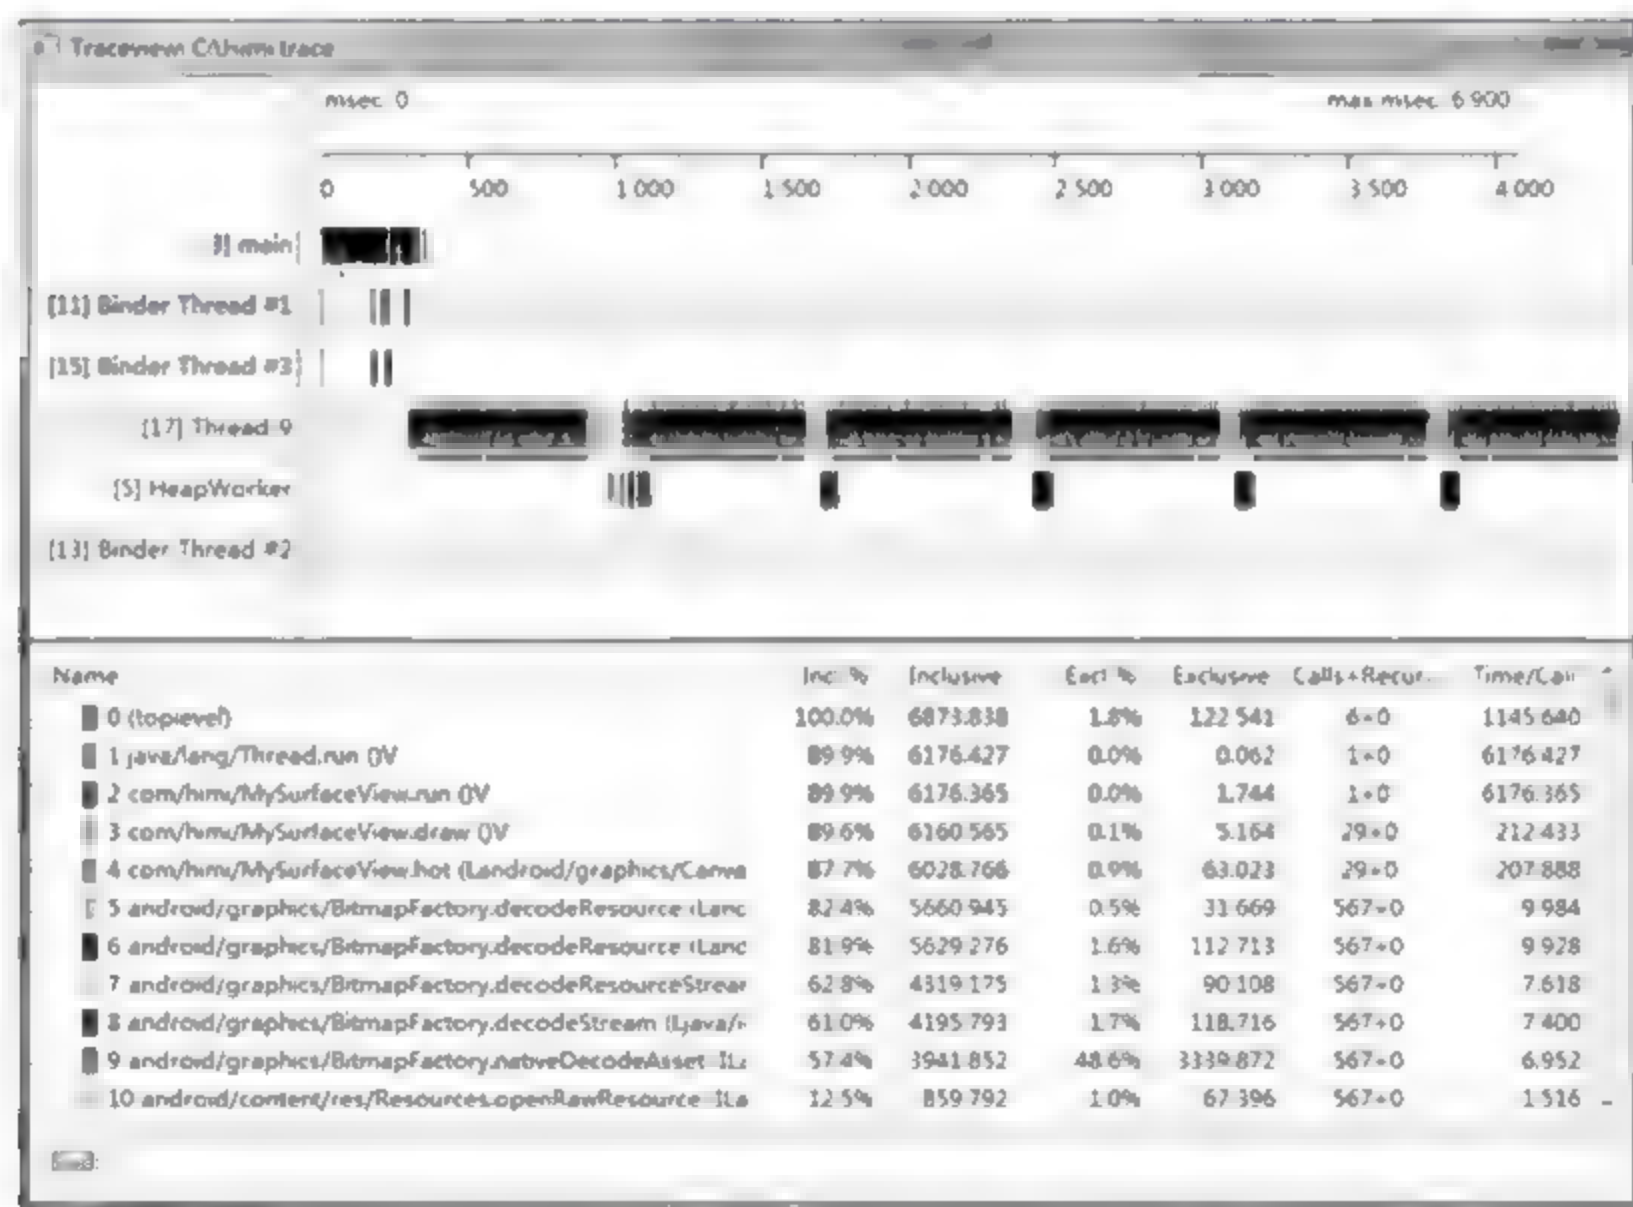 Traceview: C:\himi.trace
msec: 0 max msec: 6 900
0 500 1 000 1 500 2 000 2 500 3 000 3 500 4 000
3] main
[11] Binder Thread #1
[15] Binder Thread #3
[17] Thread 9
[5] HeapWorker
[13] Binder Thread #2
Name Incl % Inclusive Excl % Exclusive Calls+Recur.. Time/Call
0 (toplevel) 100.0% 6873.838 1.8% 122.541 6+0 1145.640
1 java/lang/Thread.run ()V 89.9% 6176.427 0.0% 0.062 1+0 6176.427
2 com/himi/MySurfaceView.run ()V 89.9% 6176.365 0.0% 1.744 1+0 6176.365
3 com/himi/MySurfaceView.draw ()V 89.6% 6160.565 0.1% 5.164 29+0 212.433
4 com/himi/MySurfaceView.hot (Landroid/graphics/Canva 87.7% 6028.766 0.9% 63.023 29+0 207.888
5 android/graphics/BitmapFactory.decodeResource (Lanc 82.4% 5660.945 0.5% 31.669 567+0 9.984
6 android/graphics/BitmapFactory.decodeResource (Lanc 81.9% 5629.276 1.6% 112.713 567+0 9.928
7 android/graphics/BitmapFactory.decodeResourceStrear 62.8% 4319.175 1.3% 90.108 567+0 7.618
8 android/graphics/BitmapFactory.decodeStream (Ljava/i 61.0% 4195.793 1.7% 118.716 567+0 7.400
9 android/graphics/BitmapFactory.nativeDecodeAsset (L 57.4% 3941.852 48.6% 3339.872 567+0 6.952
10 android/content/res/Resources.openRawResource (La 12.5% 859.792 1.0% 67.396 567+0 1.516